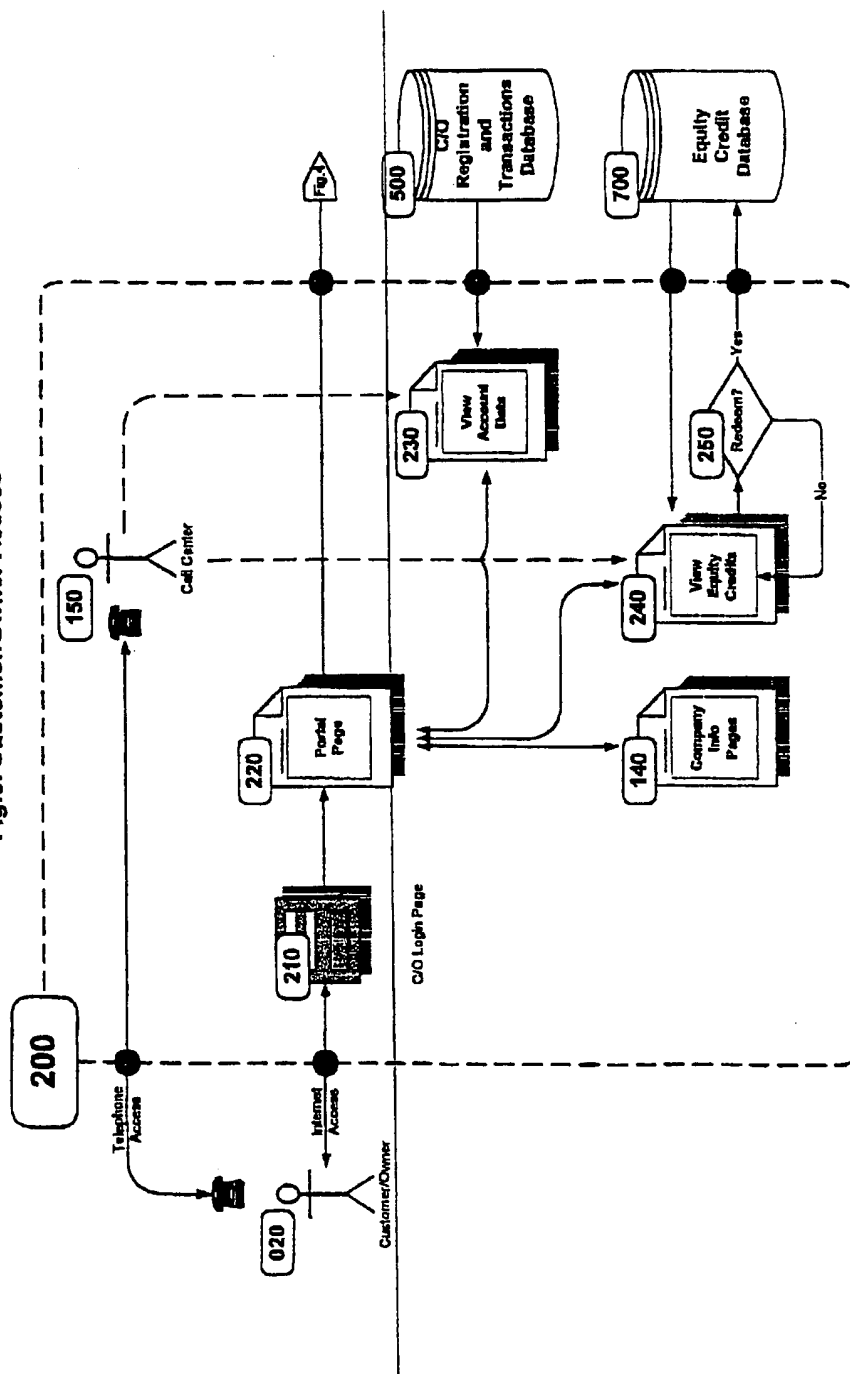 200
Telephone
Access
020
Customer/Owner
Internet
Access
210
C/O Login Page
150
Call Center
220
Portal
Page
Fig.4
230
View
Account
Data
500
C/O
Registration
and
Transactions
Database
140
Company
Info
Pages
240
View
Equity
Credits
250
Redeem?
Yes
No
700
Equity
Credit
Database